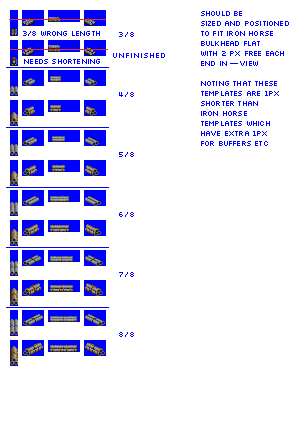 3/8 WRONG LENGTH
3/8
UNFINISHED
NEEDS SHORTENING
4/8
5/8
6/8
7/8
8/8
SHOULD BE
SIZED AND POSITIONED
TO FIT IRON HORSE
BULKHEAD FLAT
WITH 2 PX FREE EACH
END IN -- VIEW
NOTING THAT THESE
TEMPLATES ARE 1PX
SHORTER THAN
IRON HORSE
TEMPLATES WHICH
HAVE EXTRA 1PX
FOR BUFFERS ETC